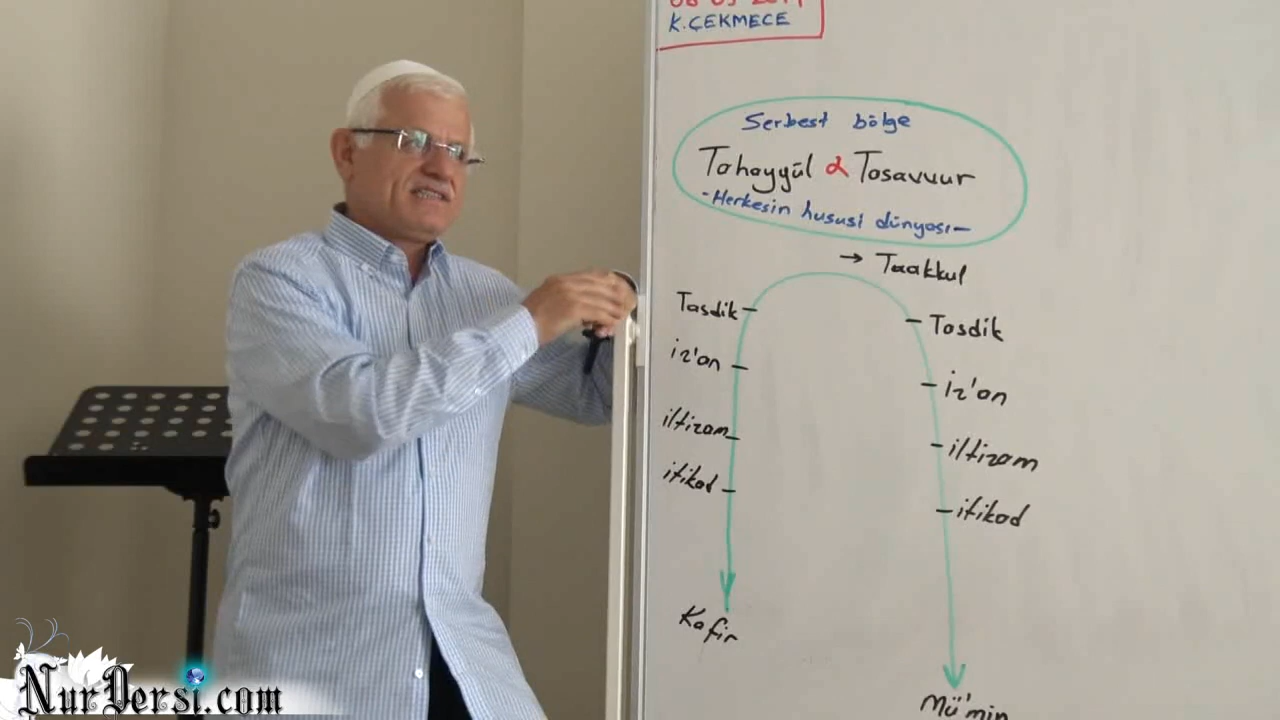 K.ÇEKMECE
Serbest bölge
Tahayyül & Tasavvur
-Herkesin hususi dünyası-
→ Taakkul
Tasdik
iz'an
iltizam
itikad
Kafir
Tasdik
iz'an
iltizam
itikad
Mü'min
NurDersi.com